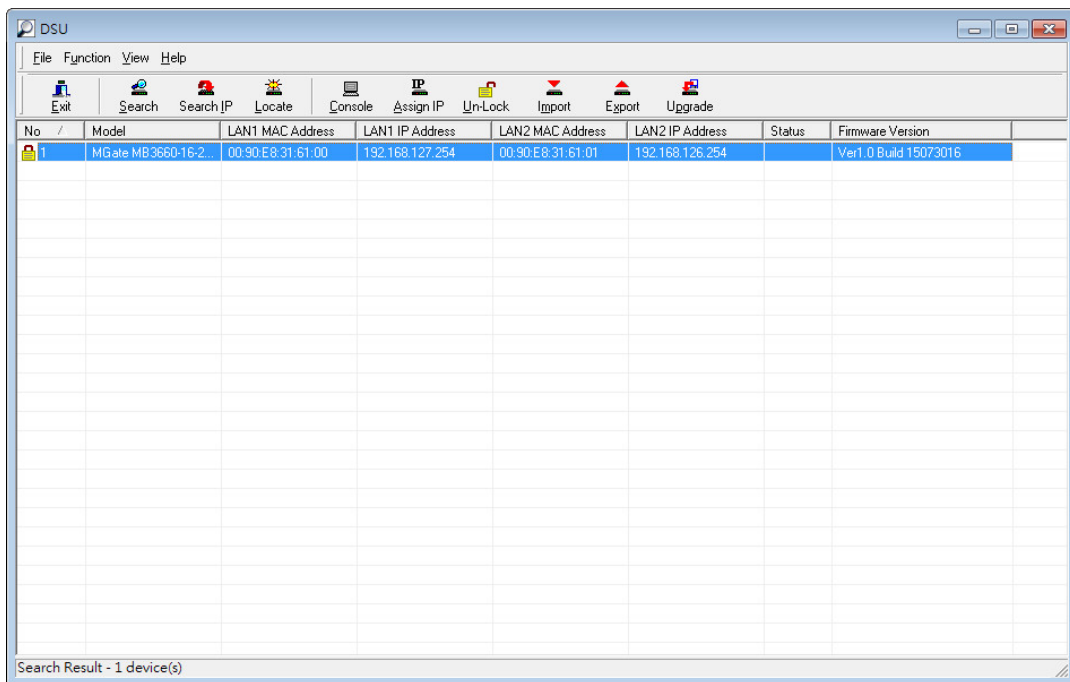 DSU
File Function View Help
Exit Search Search IP Locate Console Assign IP Un-Lock Import Export Upgrade
No / Model LAN1 MAC Address LAN1 IP Address LAN2 MAC Address LAN2 IP Address Status Firmware Version
1 MGate MB3660-16-2... 00:90:E8:31:61:00 192.168.127.254 00:90:E8:31:61:01 192.168.126.254 Ver1.0 Build 15073016
Search Result - 1 device(s)